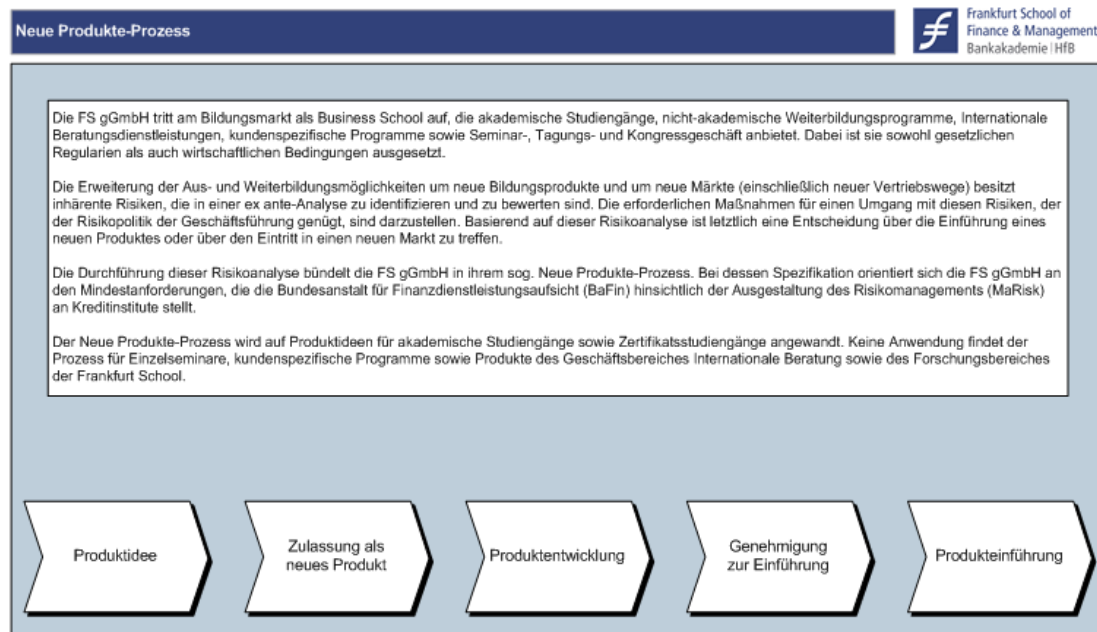 Neue Produkte-Prozess
Frankfurt School of
Finance & Management
Bankakademie | HfB
Die FS gGmbH tritt am Bildungsmarkt als Business School auf, die akademische Studiengänge, nicht-akademische Weiterbildungsprogramme, Internationale
Beratungsdienstleistungen, kundenspezifische Programme sowie Seminar-, Tagungs- und Kongressgeschäft anbietet. Dabei ist sie sowohl gesetzlichen
Regularien als auch wirtschaftlichen Bedingungen ausgesetzt.
Die Erweiterung der Aus- und Weiterbildungsmöglichkeiten um neue Bildungsprodukte und um neue Märkte (einschließlich neuer Vertriebswege) besitzt
inhärente Risiken, die in einer ex ante-Analyse zu identifizieren und zu bewerten sind. Die erforderlichen Maßnahmen für einen Umgang mit diesen Risiken, der
der Risikopolitik der Geschäftsführung genügt, sind darzustellen. Basierend auf dieser Risikoanalyse ist letztlich eine Entscheidung über die Einführung eines
neuen Produktes oder über den Eintritt in einen neuen Markt zu treffen.
Die Durchführung dieser Risikoanalyse bündelt die FS gGmbH in ihrem sog. Neue Produkte-Prozess. Bei dessen Spezifikation orientiert sich die FS gGmbH an
den Mindestanforderungen, die die Bundesanstalt für Finanzdienstleistungsaufsicht (BaFin) hinsichtlich der Ausgestaltung des Risikomanagements (MaRisk)
an Kreditinstitute stellt.
Der Neue Produkte-Prozess wird auf Produktideen für akademische Studiengänge sowie Zertifikatsstudiengänge angewandt. Keine Anwendung findet der
Prozess für Einzelseminare, kundenspezifische Programme sowie Produkte des Geschäftsbereiches Internationale Beratung sowie des Forschungsbereiches
der Frankfurt School.
Produktidee
Zulassung als
neues Produkt
Produktentwicklung
Genehmigung
zur Einführung
Produkteinführung